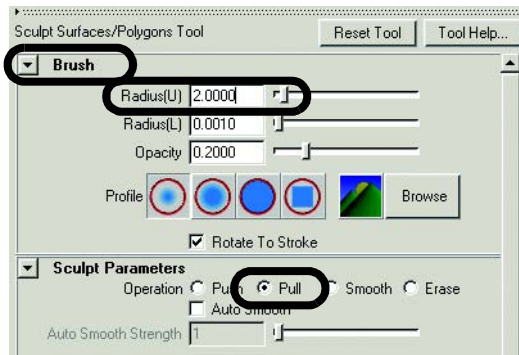 Sculpt Surfaces/Polygons Tool Reset Tool Tool Help...
Brush
Radius(U) 2.0000
Radius(L) 0.0010
Opacity 0.2000
Profile Browse
Rotate To Stroke
Sculpt Parameters
Operation Push Pull Smooth Erase
Auto Smooth
Auto Smooth Strength 1